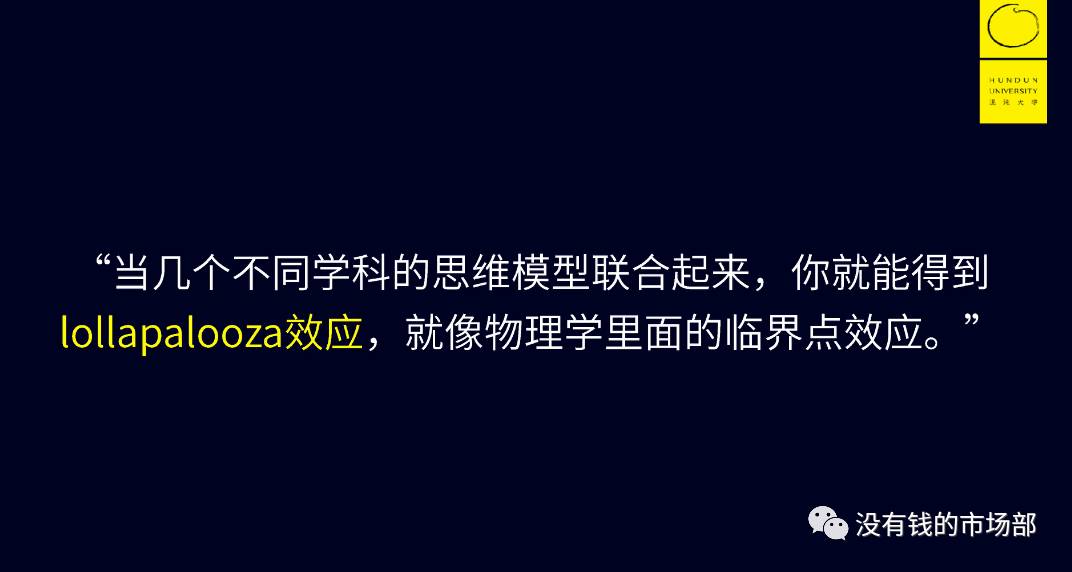 HUNDUN
UNIVERSITY
混沌大学
“当几个不同学科的思维模型联合起来，你就能得到
lollapalooza效应，就像物理学里面的临界点效应。”
没有钱的市场部